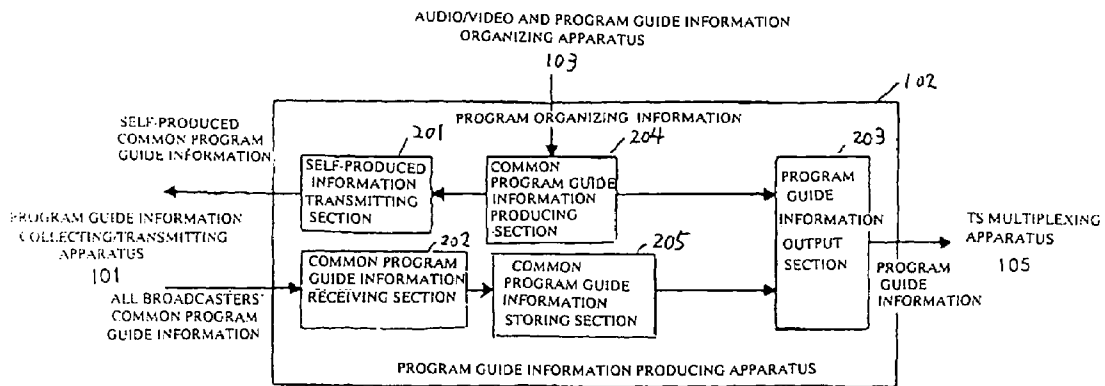 AUDIO/VIDEO AND PROGRAM GUIDE INFORMATION
ORGANIZING APPARATUS
103
102
PROGRAM ORGANIZING INFORMATION
SELF-PRODUCED
COMMON PROGRAM
GUIDE INFORMATION
201
SELF-PRODUCED
INFORMATION
TRANSMITTING
SECTION
204
COMMON
PROGRAM GUIDE
INFORMATION
PRODUCING
SECTION
203
PROGRAM
GUIDE
INFORMATION
OUTPUT
SECTION
PROGRAM GUIDE INFORMATION
COLLECTING/TRANSMITTING
APPARATUS
101
202
COMMON PROGRAM
GUIDE INFORMATION
RECEIVING SECTION
205
COMMON
PROGRAM GUIDE
INFORMATION
STORING SECTION
TS MULTIPLEXING
APPARATUS
105
PROGRAM
GUIDE
INFORMATION
ALL BROADCASTERS'
COMMON PROGRAM
GUIDE INFORMATION
PROGRAM GUIDE INFORMATION PRODUCING APPARATUS